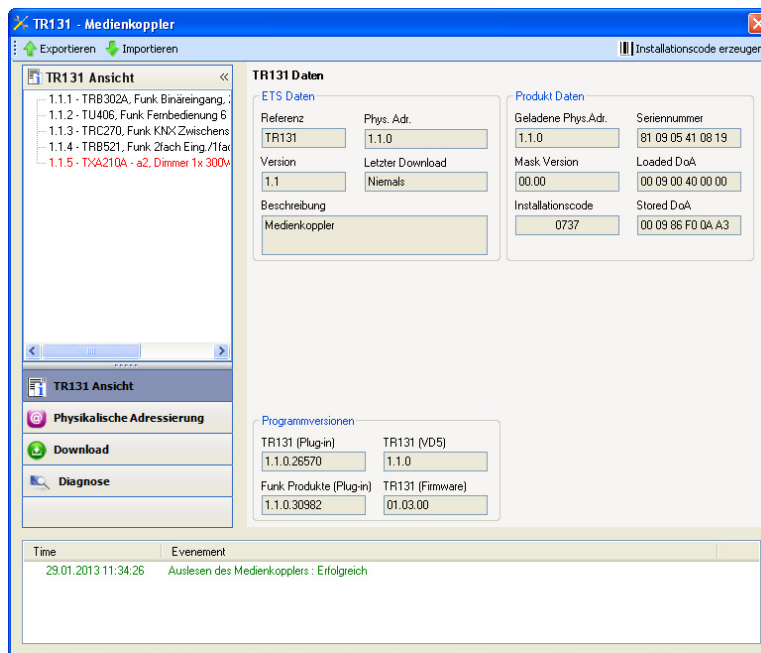 TR131 - Medienkoppler
Exportieren Importieren Installationscode erzeugen
TR131 Ansicht «
1.1.1 - TRB302A, Funk Binäreingang,
1.1.2 - TU406, Funk Fernbedienung 6
1.1.3 - TRC270, Funk KNX Zwischens
1.1.4 - TRB521, Funk 2fach Eing./1fac
1.1.5 - TXA210A - a2, Dimmer 1x 300W
TR131 Ansicht
Physikalische Adressierung
Download
Diagnose
TR131 Daten
ETS Daten
Referenz Phys. Adr.
TR131 1.1.0
Version Letzter Download
1.1 Niemals
Beschreibung
Medienkoppler
Produkt Daten
Geladene Phys.Adr. Seriennummer
1.1.0 81 09 05 41 08 19
Mask Version Loaded DoA
00.00 00 09 00 40 00 00
Installationscode Stored DoA
0737 00 09 86 F0 0A A3
Programmversionen
TR131 (Plug-in) TR131 (VD5)
1.1.0.26570 1.1.0
Funk Produkte (Plug-in) TR131 (Firmware)
1.1.0.30982 01.03.00
Time Evenement
29.01.2013 11:34:26 Auslesen des Medienkopplers : Erfolgreich